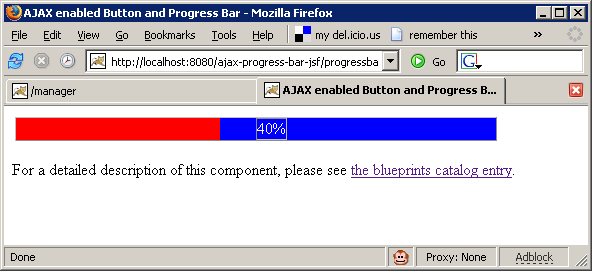 AJAX enabled Button and Progress Bar - Mozilla Firefox
File Edit View Go Bookmarks Tools Help my del.icio.us remember this »
http://localhost:8080/ajax-progress-bar-jsf/progressba Go G
/manager AJAX enabled Button and Progress B...
40%
For a detailed description of this component, please see the blueprints catalog entry.
Done Proxy: None Adblock